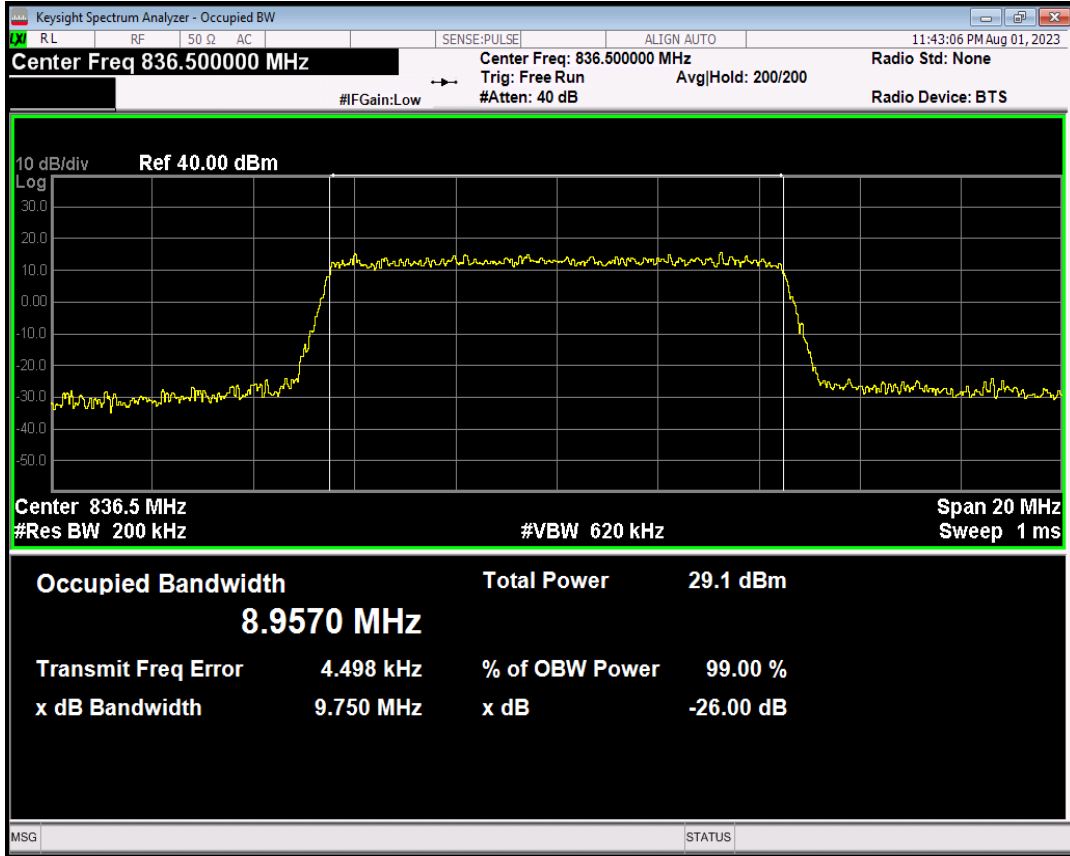 Keysight Spectrum Analyzer - Occupied BW
LXI RL RF 50 Ω AC SENSE:PULSE ALIGN AUTO 11:43:06 PM Aug 01, 2023
Center Freq 836.500000 MHz Center Freq: 836.500000 MHz Radio Std: None
Trig: Free Run Avg|Hold: 200/200
#IFGain:Low #Atten: 40 dB Radio Device: BTS
10 dB/div Ref 40.00 dBm
Log
30.0
20.0
10.0
0.00
-10.0
-20.0
-30.0
-40.0
-50.0
Center 836.5 MHz Span 20 MHz
#Res BW 200 kHz #VBW 620 kHz Sweep 1 ms
Occupied Bandwidth Total Power 29.1 dBm
8.9570 MHz
Transmit Freq Error 4.498 kHz % of OBW Power 99.00 %
x dB Bandwidth 9.750 MHz x dB -26.00 dB
MSG STATUS